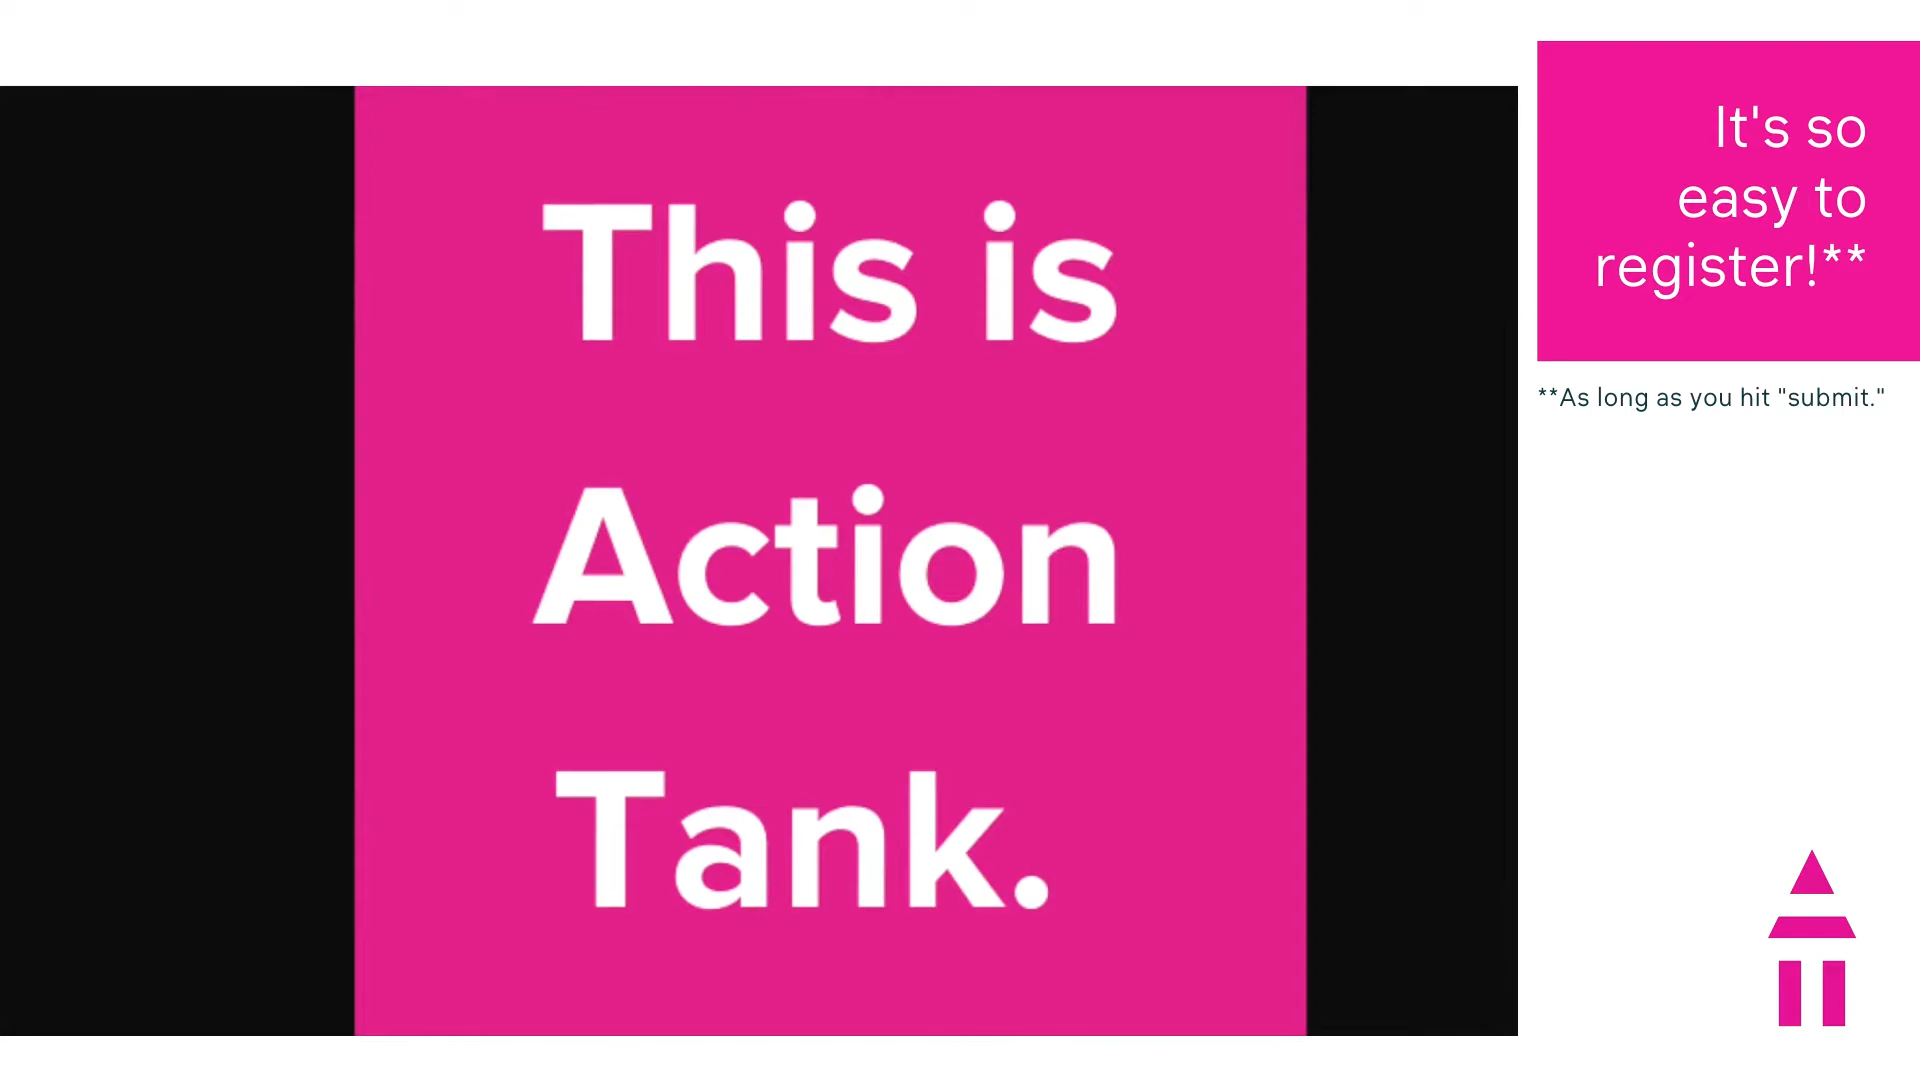 This is
Action
Tank.
It's so
easy to
register!**
**As long as you hit "submit."